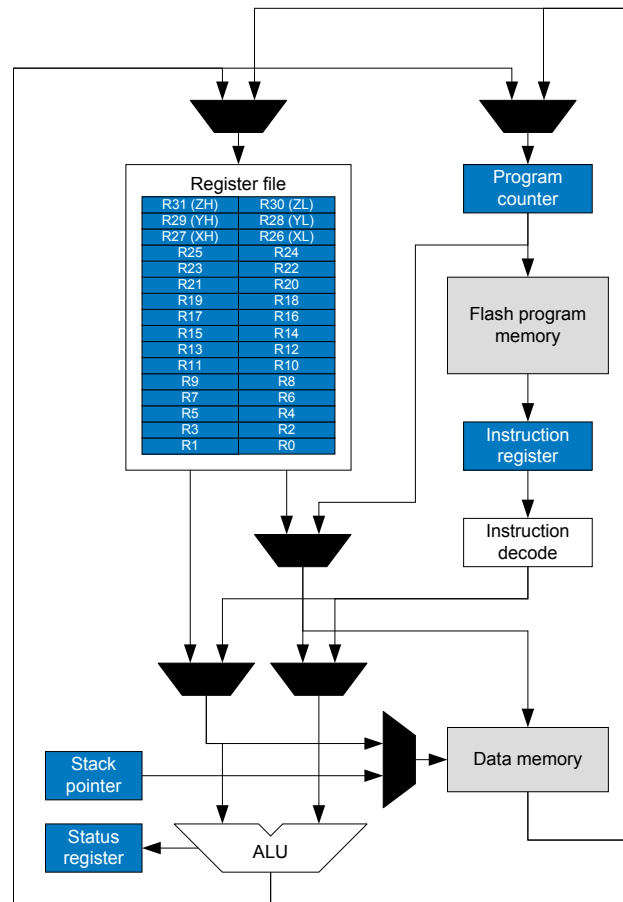 Register file
R31 (ZH) R30 (ZL)
R29 (YH) R28 (YL)
R27 (XH) R26 (XL)
R25 R24
R23 R22
R21 R20
R19 R18
R17 R16
R15 R14
R13 R12
R11 R10
R9 R8
R7 R6
R5 R4
R3 R2
R1 R0
Program
counter
Flash program
memory
Instruction
register
Instruction
decode
Stack
pointer
Data memory
Status
register
ALU